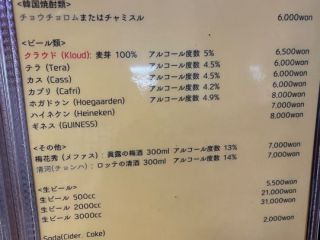 <韓国焼酎類>
チョウチョロムまたはチャミスル 6,000won
<ビール類>
クラウド (Kloud): 麦芽 100% アルコール度数 5% 6,500won
テラ (Tera) アルコール度数 4.5% 6,000won
カス (Cass) アルコール度数 4.5% 6,000won
カプリ (Cafri) アルコール度数 4.2% 6,000won
ホガドゥン (Hoegaarden) アルコール度数 4.9% 8,000won
ハイネケン (Heineken) 8,000won
ギネス (GUINESS) 8,000won
<その他>
梅花秀 (メファス) : 眞露の梅酒 300ml アルコール度数 13% 7,000won
清河(チョンハ) : ロッテの清酒 300ml アルコール度数 14% 7,000won
<生ビール>
生ビール 500cc 5,500won
生ビール 2000cc 21,000won
生ビール 3000cc 31,000won
Soda(Cider, Coke) 2,000won